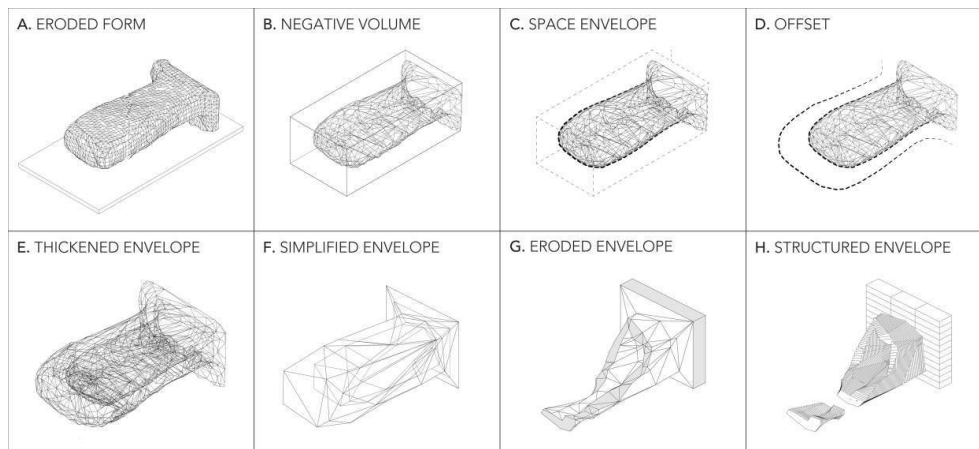 A. ERODED FORM
B. NEGATIVE VOLUME
C. SPACE ENVELOPE
D. OFFSET
E. THICKENED ENVELOPE
F. SIMPLIFIED ENVELOPE
G. ERODED ENVELOPE
H. STRUCTURED ENVELOPE